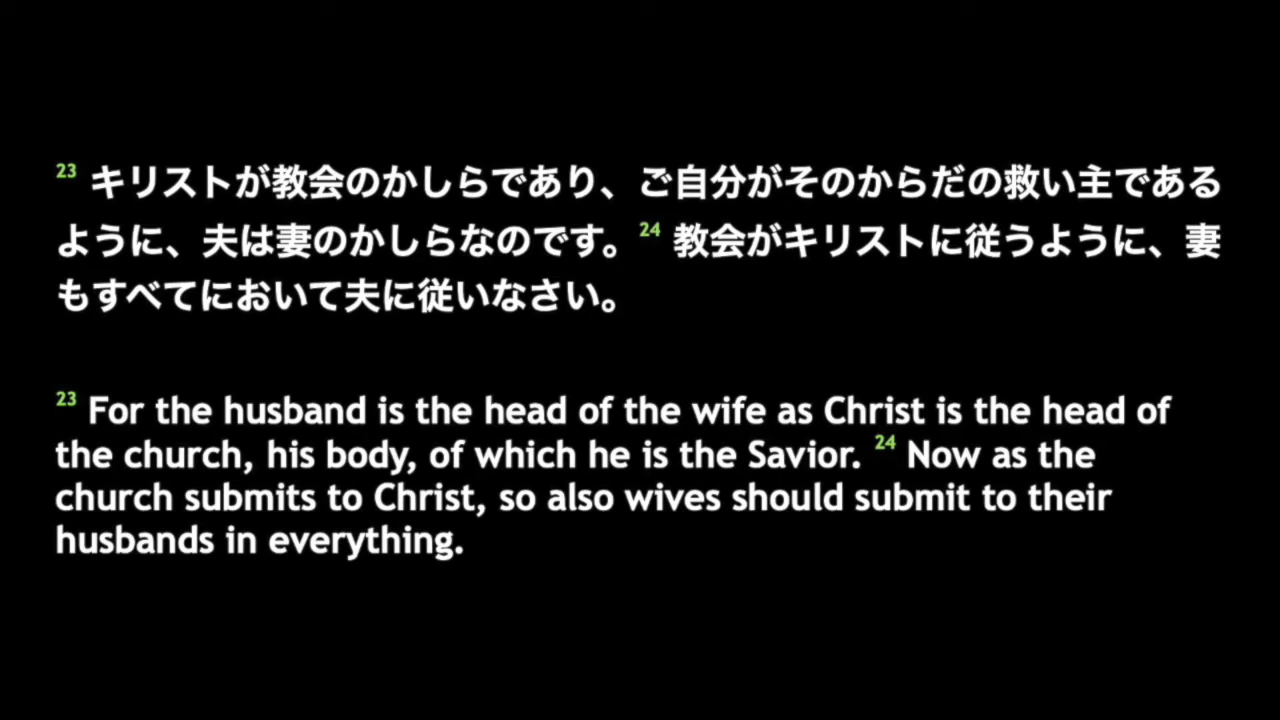 23 キリストが教会のかしらであり、ご自分がそのからだの救い主である
ように、夫は妻のかしらなのです。24 教会がキリストに従うように、妻
もすべてにおいて夫に従いなさい。
23 For the husband is the head of the wife as Christ is the head of
the church, his body, of which he is the Savior. 24 Now as the
church submits to Christ, so also wives should submit to their
husbands in everything.